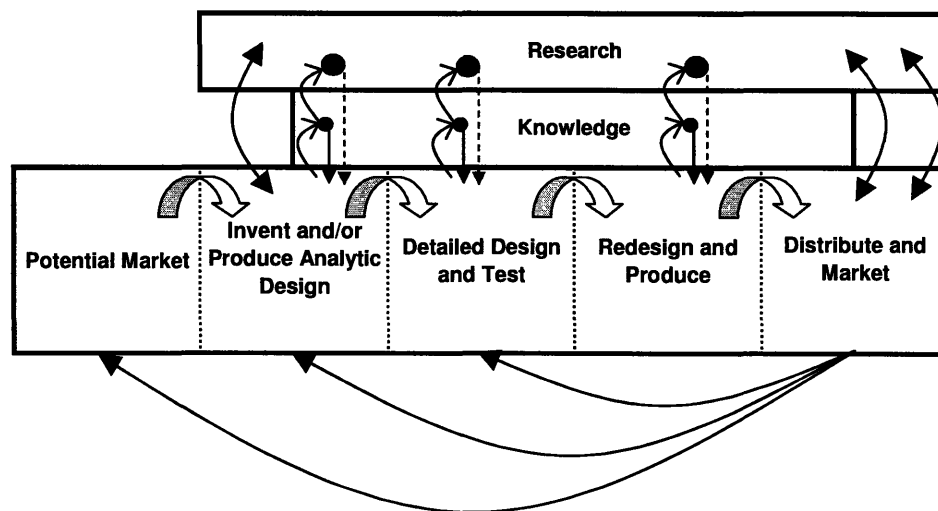 Research
Knowledge
Potential Market
Invent and/or
Produce Analytic
Design
Detailed Design
and Test
Redesign and
Produce
Distribute and
Market